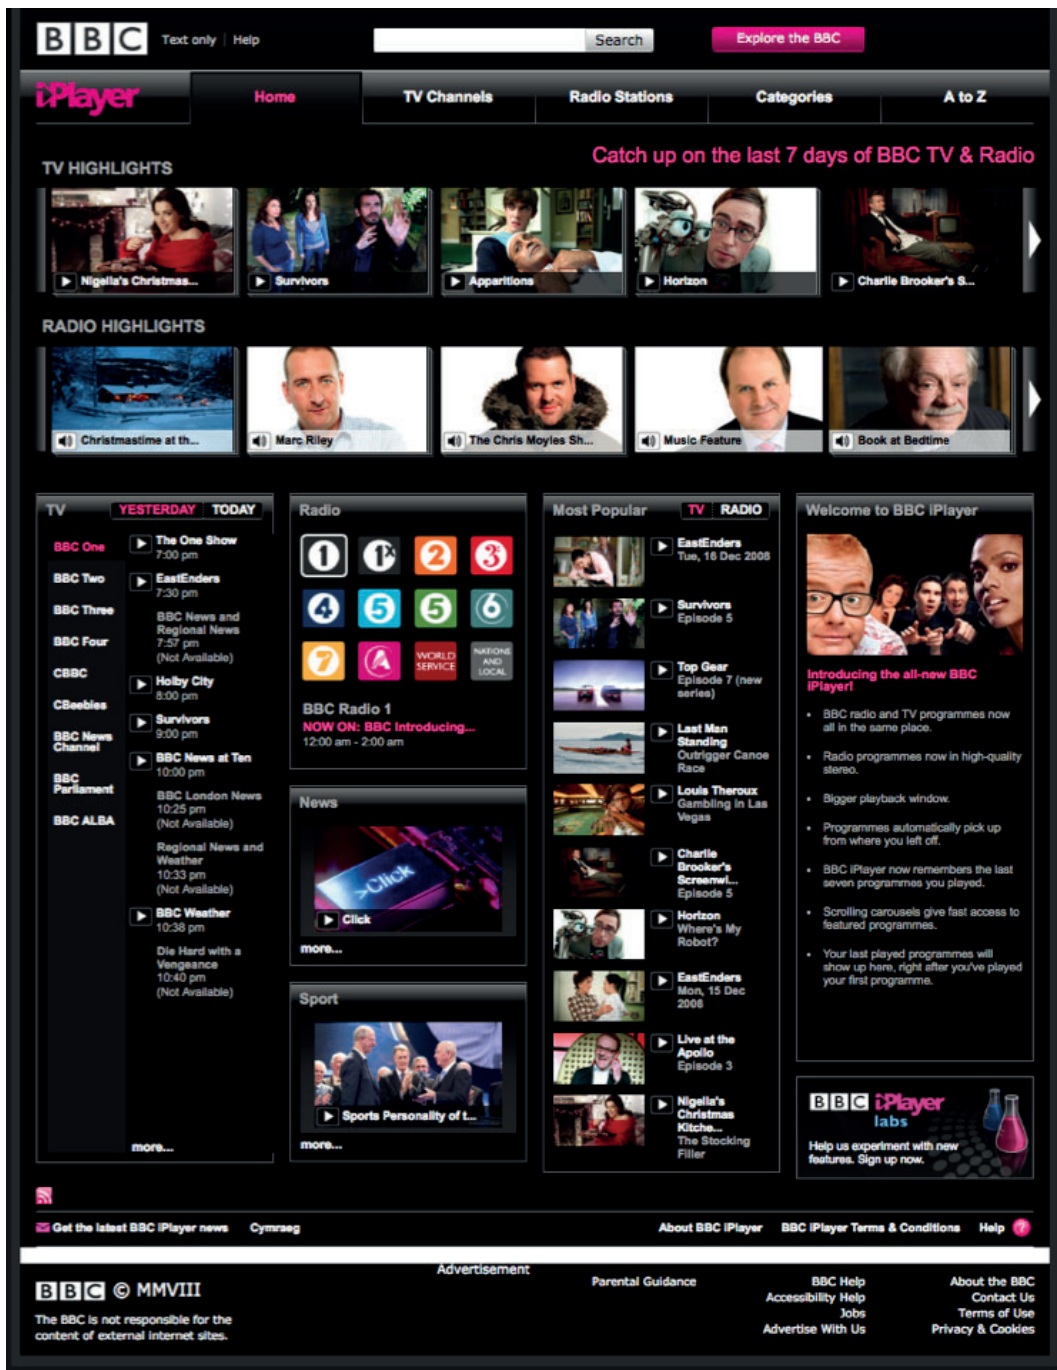 BBC Text only Help Search Explore the BBC
iPlayer Home TV Channels Radio Stations Categories A to Z
Catch up on the last 7 days of BBC TV & Radio
TV HIGHLIGHTS
Nigella's Christmas... Survivors Apparitions Horizon Charlie Brooker's S...
RADIO HIGHLIGHTS
Christmastime at th... Marc Riley The Chris Moyles Sh... Music Feature Book at Bedtime
TV YESTERDAY TODAY
BBC One
BBC Two
BBC Three
BBC Four
CBBC
CBeebies
BBC News
Channel
BBC
Parliament
BBC ALBA
The One Show
7:00 pm
EastEnders
7:30 pm
BBC News and
Regional News
7:57 pm
(Not Available)
Holby City
8:00 pm
Survivors
9:00 pm
BBC News at Ten
10:00 pm
BBC London News
10:25 pm
(Not Available)
Regional News and
Weather
10:33 pm
(Not Available)
BBC Weather
10:38 pm
Die Hard with a
Vengeance
10:40 pm
(Not Available)
more...
Radio
1 1x 2 3
4 5 5 6
7 A WORLD SERVICE NATIONS AND LOCAL
BBC Radio 1
NOW ON: BBC Introducing...
12:00 am - 2:00 am
News
>Click
Click
more...
Sport
Sports Personality of t...
more...
Most Popular TV RADIO
EastEnders
Tue, 16 Dec 2008
Survivors
Episode 5
Top Gear
Episode 7 (new
series)
Last Man
Standing
Outrigger Canoe
Race
Louis Theroux
Gambling in Las
Vegas
Charlie
Brooker's
Screenwi...
Episode 5
Horizon
Where's My
Robot?
EastEnders
Mon, 15 Dec
2008
Live at the
Apollo
Episode 3
Nigella's
Christmas
Kitche...
The Stocking
Filler
Welcome to BBC iPlayer
Introducing the all-new BBC
iPlayer!
• BBC radio and TV programmes now
all in the same place.
• Radio programmes now in high-quality
stereo.
• Bigger playback window.
• Programmes automatically pick up
from where you left off.
• BBC iPlayer now remembers the last
seven programmes you played.
• Scrolling carousels give fast access to
featured programmes.
• Your last played programmes will
show up here, right after you've played
your first programme.
BBC iPlayer
labs
Help us experiment with new
features. Sign up now.
Get the latest BBC iPlayer news Cymraeg About BBC iPlayer BBC iPlayer Terms & Conditions Help ?
Advertisement
BBC © MMVIII
The BBC is not responsible for the
content of external internet sites.
Parental Guidance
BBC Help
Accessibility Help
Jobs
Advertise With Us
About the BBC
Contact Us
Terms of Use
Privacy & Cookies